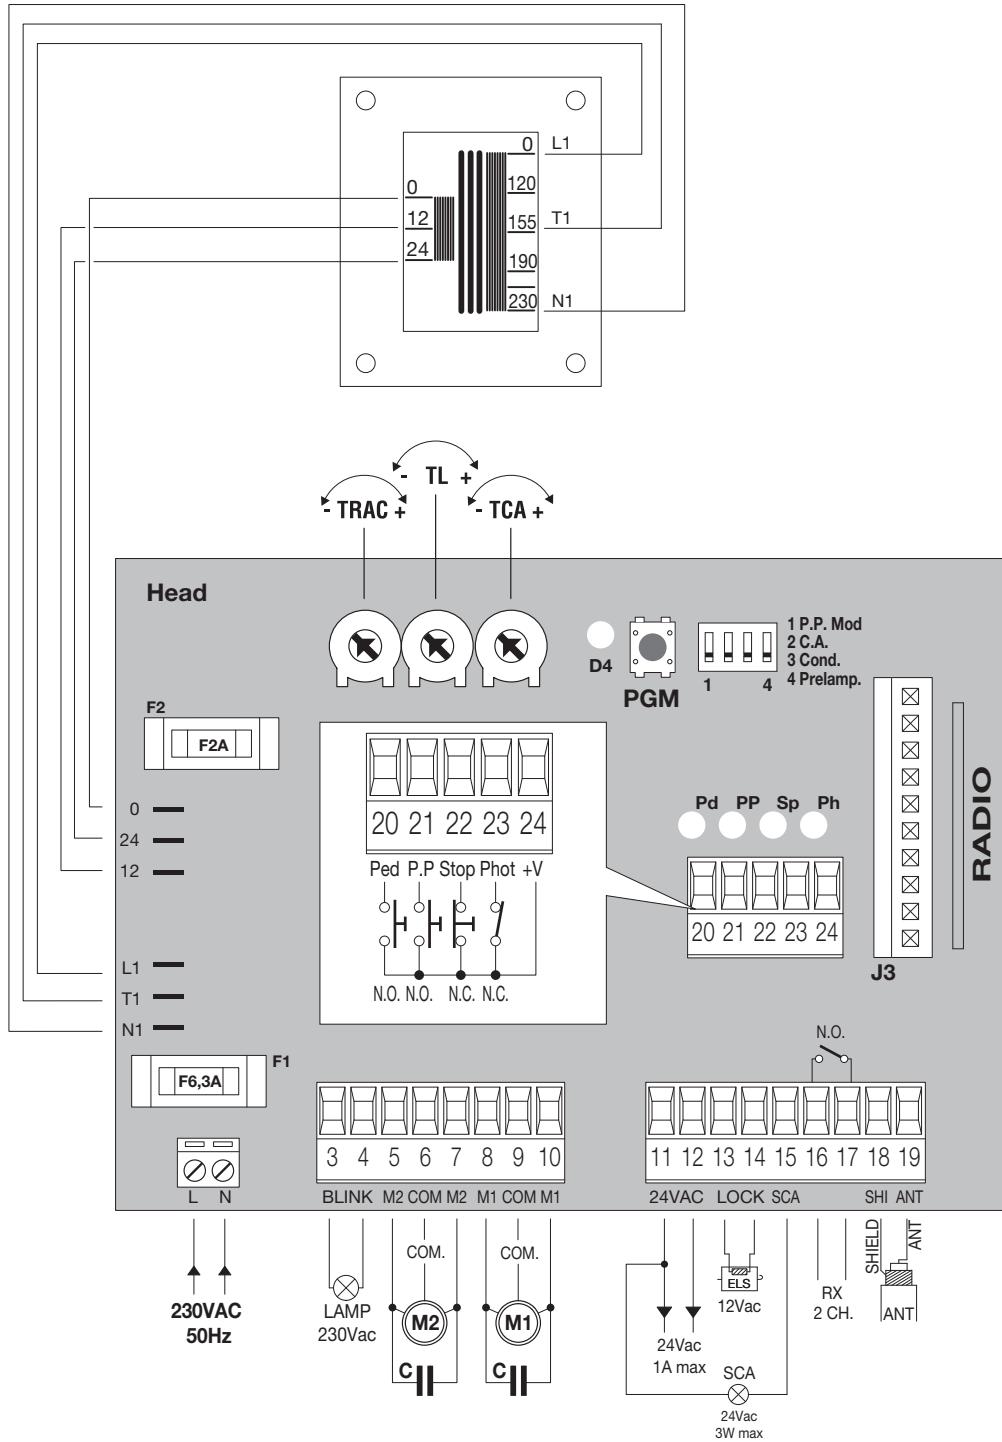 0 L1
120
0
12
155 T1
24
190
230 N1
- TL +
- TRAC +
- TCA +
Head
1 P.P. Mod
2 C.A.
3 Cond.
4 Prelamp.
D4
1 4
PGM
F2
F2A
RADIO
0
24
12
20 21 22 23 24
Ped P.P Stop Phot +V
N.O. N.O. N.C. N.C.
Pd PP Sp Ph
20 21 22 23 24
J3
L1
T1
N1
N.O.
F1
F6,3A
3 4 5 6 7 8 9 10
11 12 13 14 15 16 17 18 19
L N
BLINK M2 COM M2 M1 COM M1
24VAC LOCK SCA SHI ANT
230VAC
50Hz
LAMP
230Vac
COM.
M2
C
COM.
M1
C
24Vac
1A max
ELS
12Vac
SCA
24Vac
3W max
RX
2 CH.
SHIELD
ANT
ANT